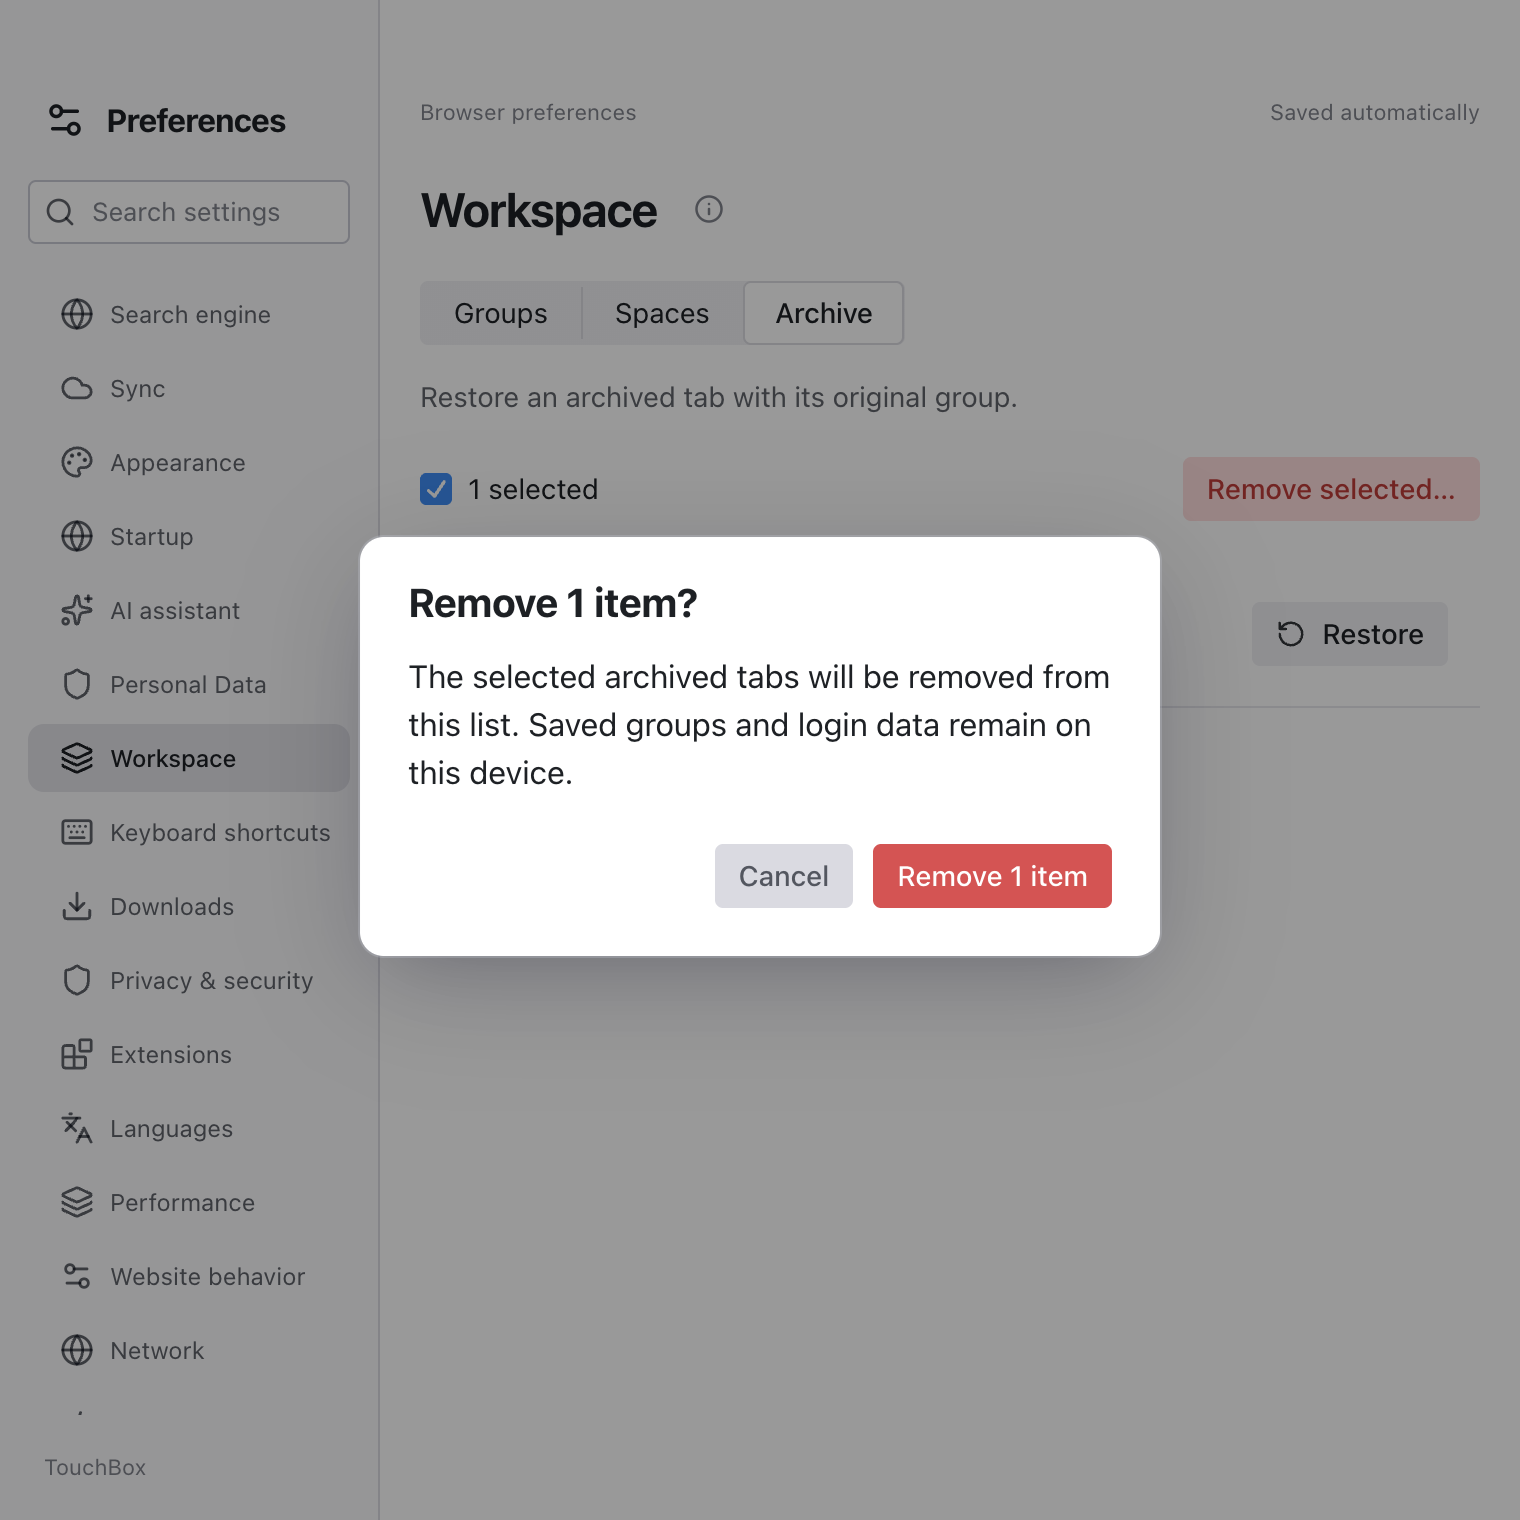 Preferences
Search settings
Search engine
Sync
Appearance
Startup
AI assistant
Personal Data
Workspace
Keyboard shortcuts
Downloads
Privacy & security
Extensions
Languages
Performance
Website behavior
Network
TouchBox
Browser preferences
Saved automatically
Workspace
Groups
Spaces
Archive
Restore an archived tab with its original group.
1 selected
Remove selected...
Restore
Remove 1 item?
The selected archived tabs will be removed from
this list. Saved groups and login data remain on
this device.
Cancel
Remove 1 item